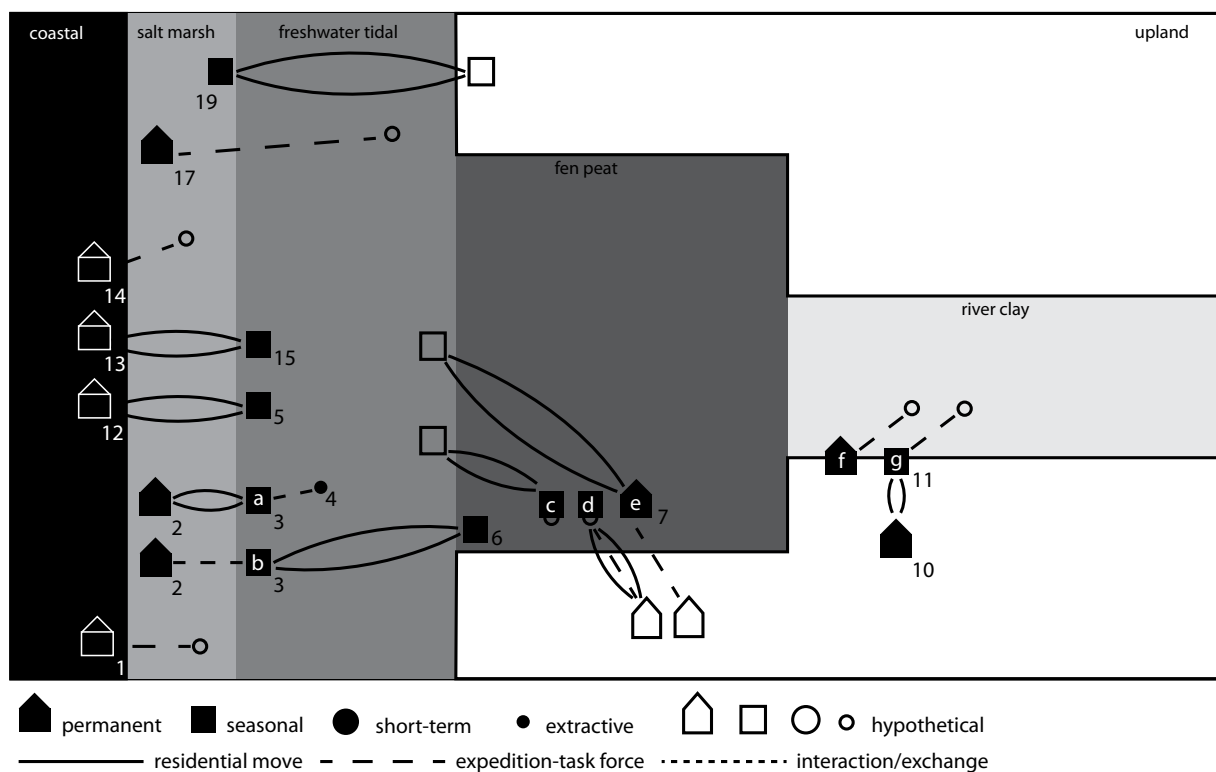 coastal salt marsh freshwater tidal upland
19
17
fen peat
14
river clay
13 15
12 5
f g
11
a 4
2 3
c d e
7
6
b
2 3
10
1
permanent seasonal short-term extractive hypothetical
residential move expedition-task force interaction/exchange